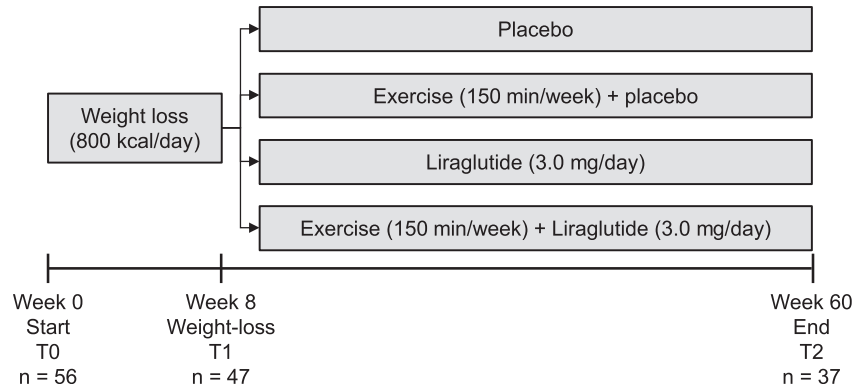 Placebo
Exercise (150 min/week) + placebo
Weight loss
(800 kcal/day)
Liraglutide (3.0 mg/day)
Exercise (150 min/week) + Liraglutide (3.0 mg/day)
Week 0
Start
T0
n = 56
Week 8
Weight-loss
T1
n = 47
Week 60
End
T2
n = 37